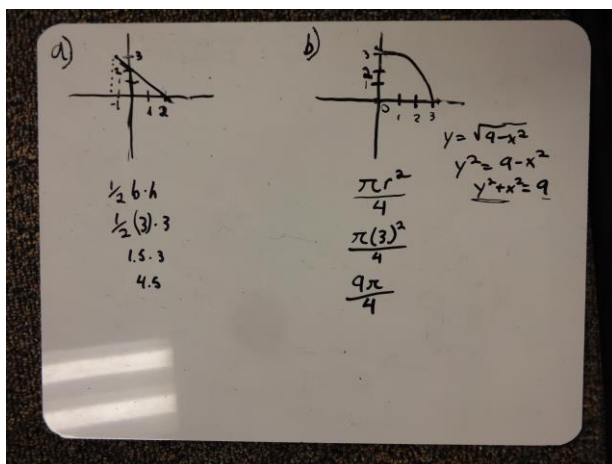 a)
3
2
1
-1
1 2
½ b·h
½ (3)·3
1.5·3
4.5
b)
3
2
1
0
1 2 3
y = √9-x²
y² = 9-x²
y²+x² = 9
πr²
4
π(3)²
4
9π
4